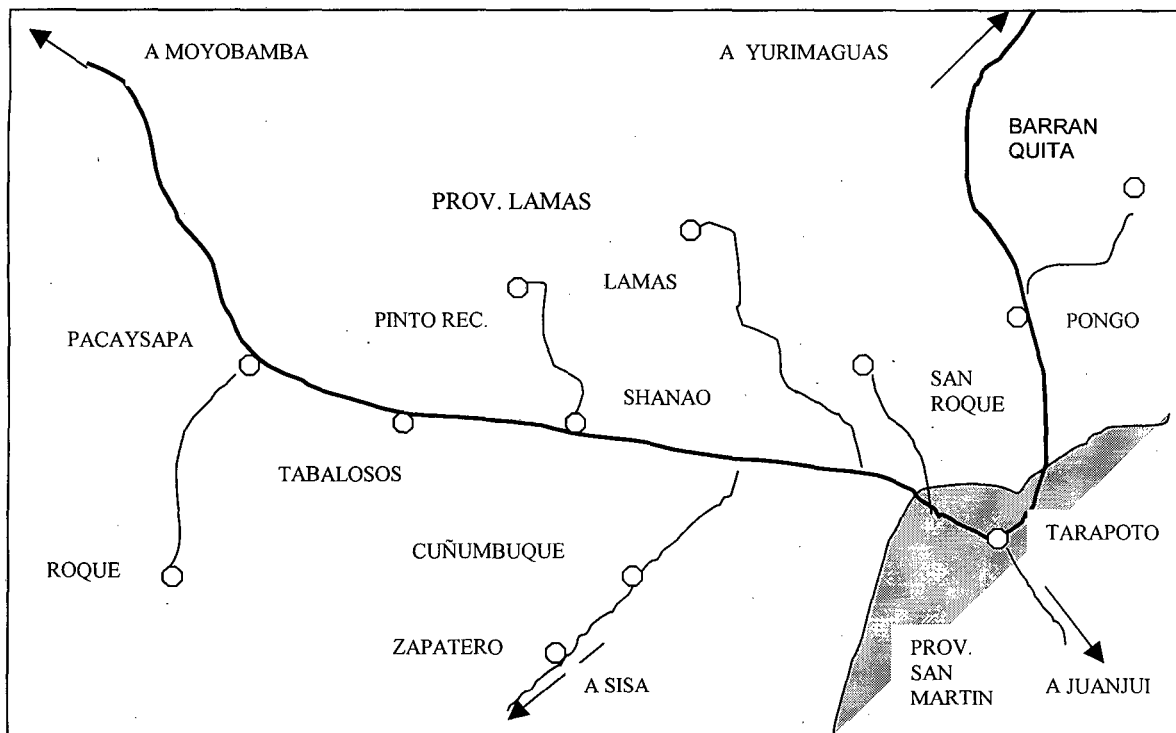 A MOYOBAMBA
A YURIMAGUAS
BARRAN
QUITA
PROV. LAMAS
LAMAS
PINTO REC.
PONGO
PACAYSAPA
SAN
ROQUE
SHANAO
TABALOSOS
TARAPOTO
CUÑUMBUQUE
ROQUE
ZAPATERO
PROV.
SAN
MARTIN
A SISA
A JUANJUI